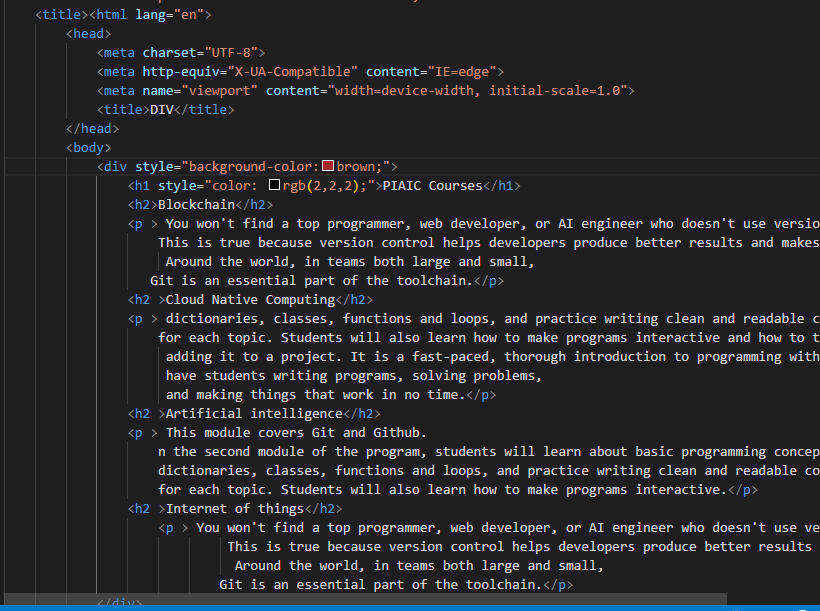 <title><html lang="en">
<head>
<meta charset="UTF-8">
<meta http-equiv="X-UA-Compatible" content="IE=edge">
<meta name="viewport" content="width=device-width, initial-scale=1.0">
<title>DIV</title>
</head>
<body>
<div style="background-color:brown;">
<h1 style="color: rgb(2,2,2);">PIAIC Courses</h1>
<h2>Blockchain</h2>
<p > You won't find a top programmer, web developer, or AI engineer who doesn't use versio
This is true because version control helps developers produce better results and makes
Around the world, in teams both large and small,
Git is an essential part of the toolchain.</p>
<h2 >Cloud Native Computing</h2>
<p > dictionaries, classes, functions and loops, and practice writing clean and readable c
for each topic. Students will also learn how to make programs interactive and how to t
adding it to a project. It is a fast-paced, thorough introduction to programming with
have students writing programs, solving problems,
and making things that work in no time.</p>
<h2 >Artificial intelligence</h2>
<p > This module covers Git and Github.
n the second module of the program, students will learn about basic programming concep
dictionaries, classes, functions and loops, and practice writing clean and readable co
for each topic. Students will also learn how to make programs interactive.</p>
<h2 >Internet of things</h2>
<p > You won't find a top programmer, web developer, or AI engineer who doesn't use ve
This is true because version control helps developers produce better results
Around the world, in teams both large and small,
Git is an essential part of the toolchain.</p>
</div>